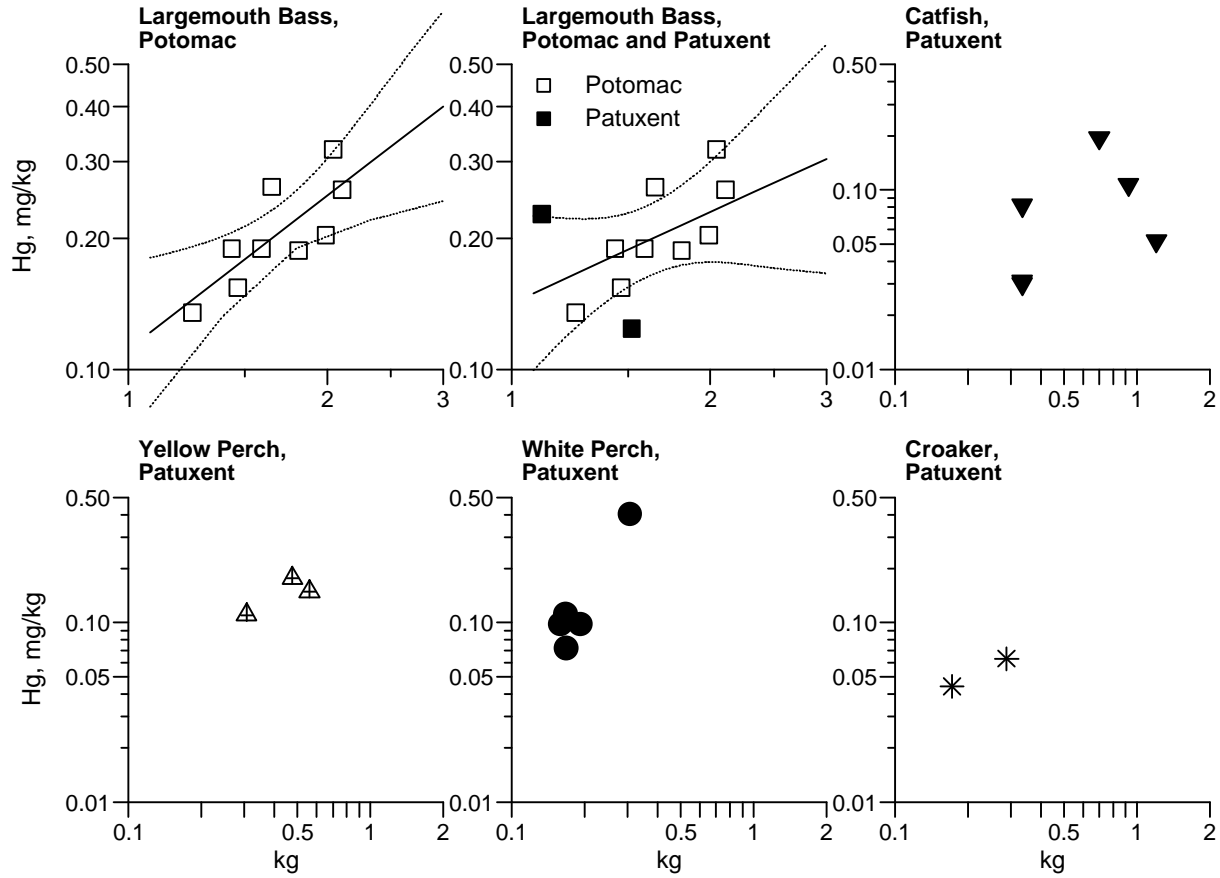 Largemouth Bass,
Potomac
0.50
0.40
0.30
0.20
0.10
Hg, mg/kg
1
2
3
Largemouth Bass,
Potomac and Patuxent
0.50
0.40
0.30
0.20
0.10
Potomac
Patuxent
1
2
3
Catfish,
Patuxent
0.50
0.10
0.05
0.01
0.1
0.5
1
2
Yellow Perch,
Patuxent
0.50
0.10
0.05
0.01
Hg, mg/kg
0.1
0.5
1
2
kg
White Perch,
Patuxent
0.50
0.10
0.05
0.01
0.1
0.5
1
2
kg
Croaker,
Patuxent
0.50
0.10
0.05
0.01
0.1
0.5
1
2
kg